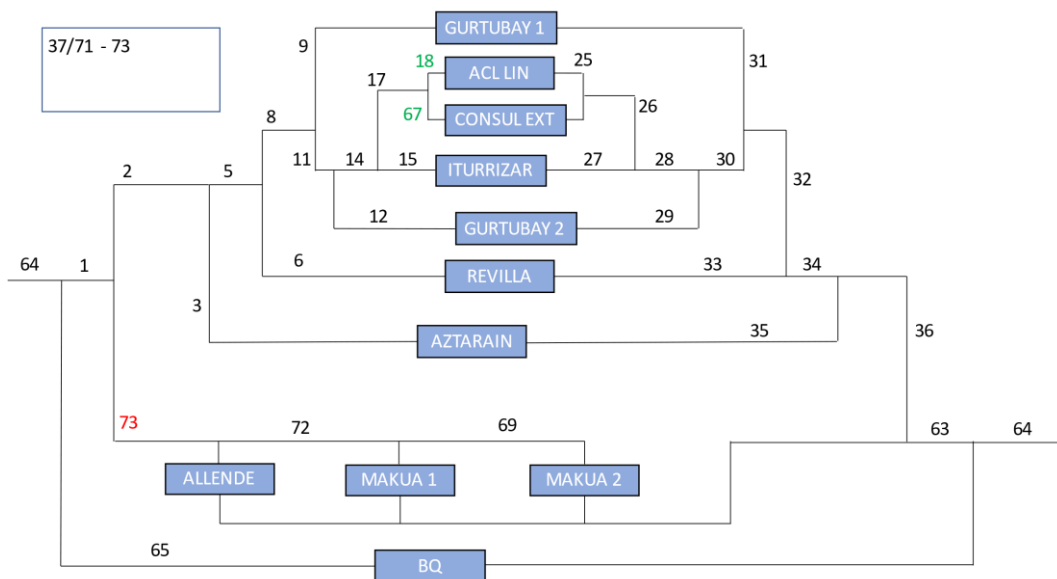 37/71 - 73
9
GURTUBAY 1
31
18
ACL LIN
25
17
67
CONSUL EXT
26
8
11
14
15
ITURRIZAR
27
28
30
2
5
32
12
GURTUBAY 2
29
64
1
6
REVILLA
33
34
3
AZTARAIN
35
36
73
72
69
63
64
ALLENDE
MAKUA 1
MAKUA 2
65
BQ